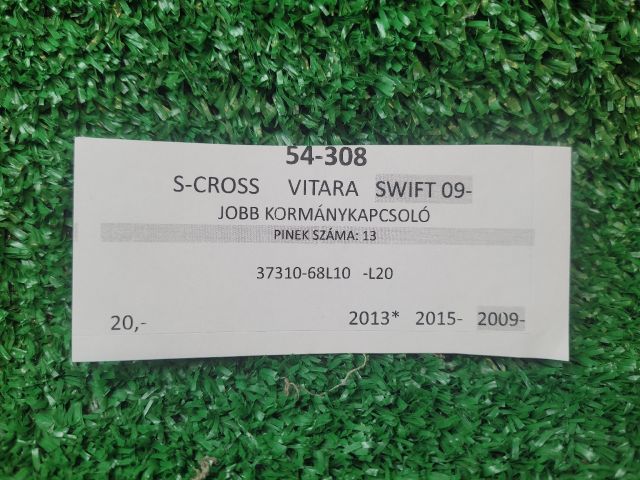 54-308
S-CROSS VITARA SWIFT 09-
JOBB KORMÁNYKAPCSOLÓ
PINEK SZÁMA: 13
37310-68L10 -L20
20,- 2013* 2015- 2009-